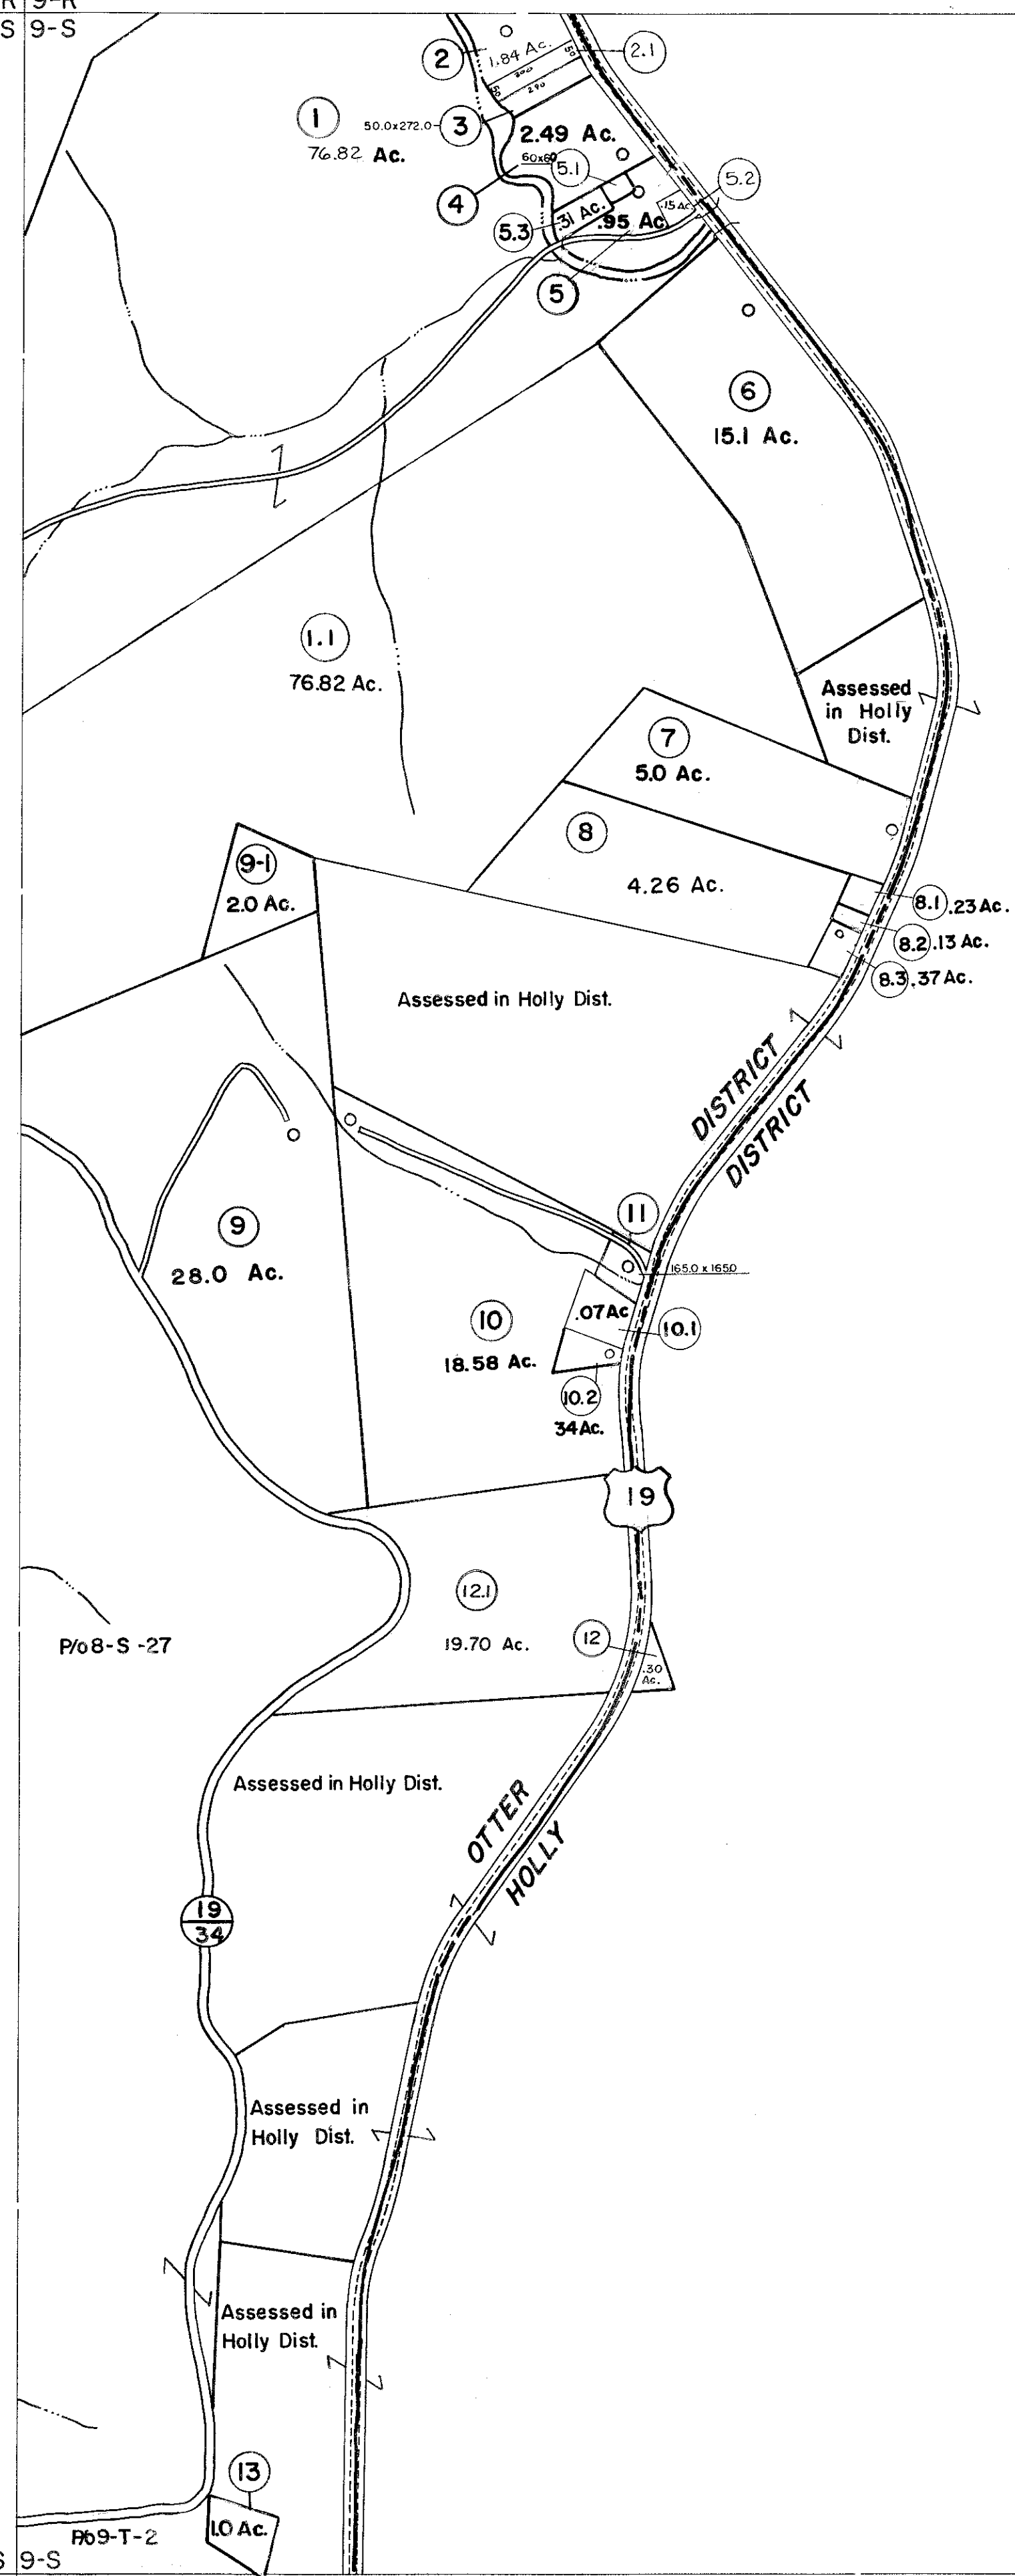 R 9-R
S 9-S
2
1.84 Ac.
50
2.1
300
50
290
1
76.82 Ac.
50.0x272.0
3
2.49 Ac.
60x60
5.1
4
5.2
.15 Ac
5.3
.31 Ac.
.95 Ac
5
6
15.1 Ac.
1.1
76.82 Ac.
Assessed
in Holly
Dist.
7
5.0 Ac.
8
4.26 Ac.
9-1
2.0 Ac.
8.1 .23 Ac.
8.2 .13 Ac.
8.3 .37 Ac.
Assessed in Holly Dist.
DISTRICT
DISTRICT
11
9
28.0 Ac.
165.0 x 165.0
.07Ac
10
10.1
18.58 Ac.
10.2
34 Ac.
19
12.1
19.70 Ac.
12
.30
Ac.
P/o 8-S -27
Assessed in Holly Dist.
OTTER
HOLLY
19
34
Assessed in
Holly Dist.
Assessed in
Holly Dist.
13
1.0 Ac.
P/o 9-T-2
S 9-S